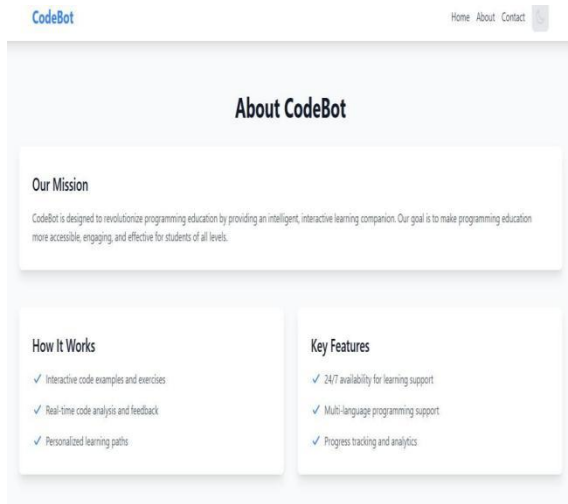 CodeBot
Home About Contact
About CodeBot
Our Mission
CodeBot is designed to revolutionize programming education by providing an intelligent, interactive learning companion. Our goal is to make programming education
more accessible, engaging, and effective for students of all levels.
How It Works
✓ Interactive code examples and exercises
✓ Real-time code analysis and feedback
✓ Personalized learning paths
Key Features
✓ 24/7 availability for learning support
✓ Multi-language programming support
✓ Progress tracking and analytics